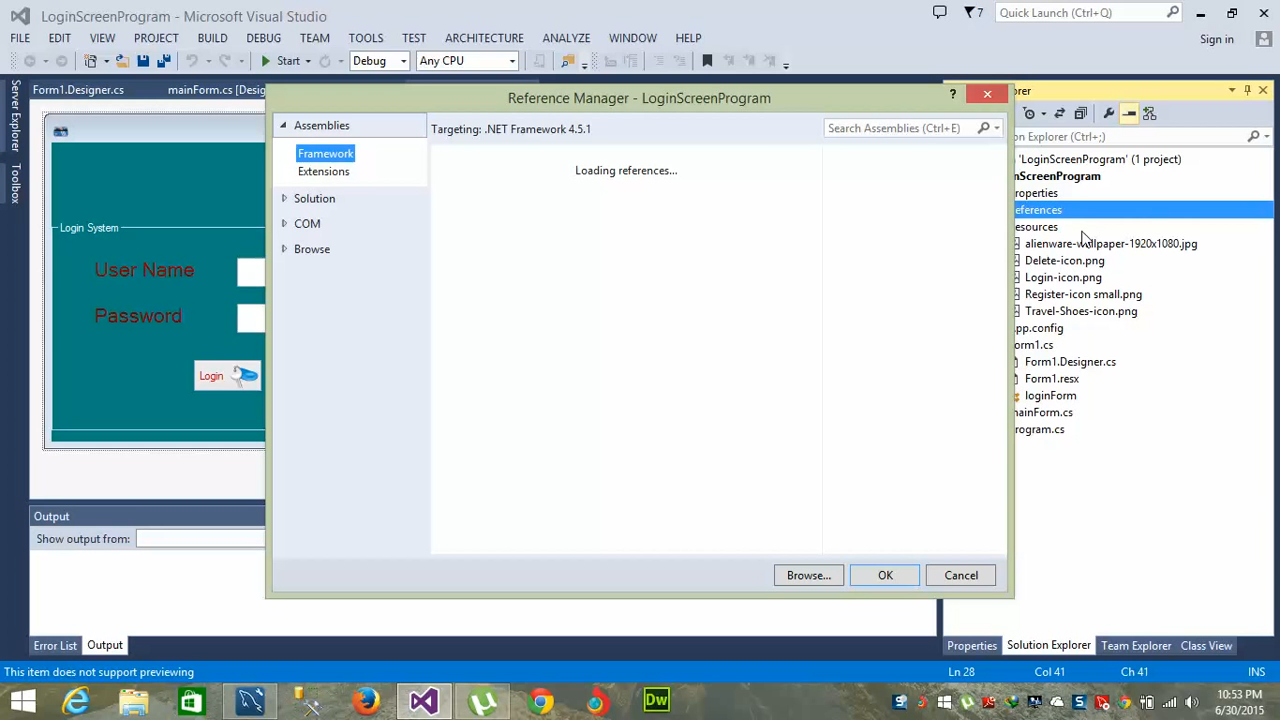 LoginScreenProgram - Microsoft Visual Studio
7
Quick Launch (Ctrl+Q)
FILE EDIT VIEW PROJECT BUILD DEBUG TEAM TOOLS TEST ARCHITECTURE ANALYZE WINDOW HELP
Sign in
Start Debug Any CPU
Form1.Designer.cs mainForm.cs [Desig
Server Explorer
Toolbox
Login System
User Name
Password
Login
Reference Manager - LoginScreenProgram
?
Assemblies
Framework
Extensions
Solution
COM
Browse
Targeting: .NET Framework 4.5.1
Search Assemblies (Ctrl+E)
Loading references...
Browse... OK Cancel
orer
n Explorer (Ctrl+;)
'LoginScreenProgram' (1 project)
nScreenProgram
roperties
eferences
esources
alienware-wallpaper-1920x1080.jpg
Delete-icon.png
Login-icon.png
Register-icon small.png
Travel-Shoes-icon.png
pp.config
orm1.cs
Form1.Designer.cs
Form1.resx
loginForm
nainForm.cs
rogram.cs
Output
Show output from:
Error List Output
Properties Solution Explorer Team Explorer Class View
This item does not support previewing
Ln 28 Col 41 Ch 41 INS
Dw
10:53 PM
6/30/2015